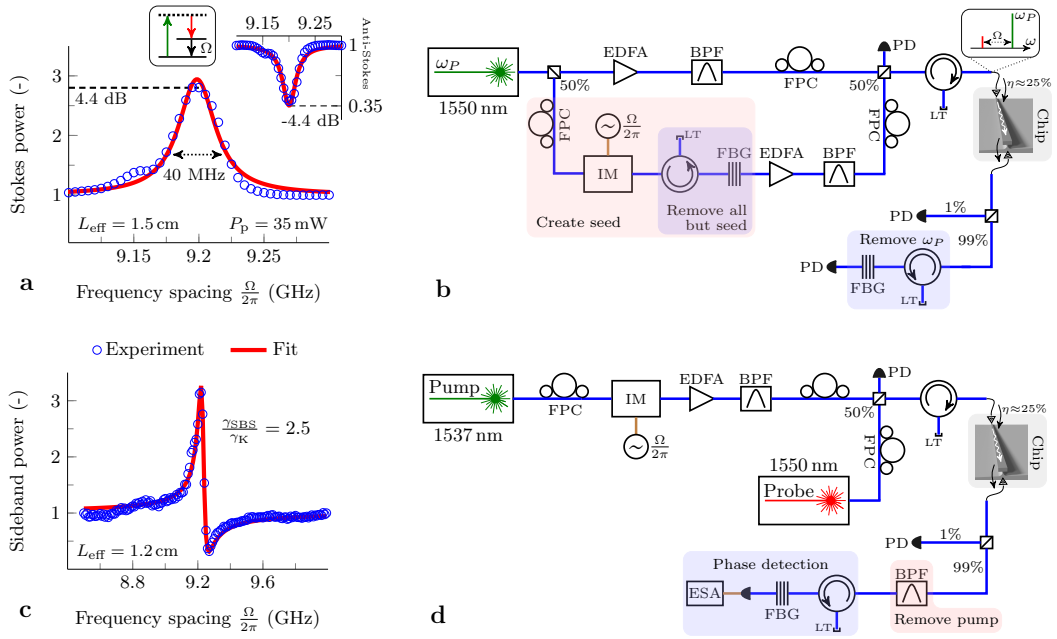 9.15
9.25
1
Anti-Stokes
0.35
-4.4 dB
Ω
3
2
1
4.4 dB
40 MHz
Stokes power (-)
L_eff = 1.5 cm
P_p = 35 mW
9.15
9.2
9.25
Frequency spacing Ω/2π (GHz)
a
ω_P
1550 nm
50%
EDFA
BPF
FPC
PD
50%
LT
ω_P
Ω
ω
η≈25%
Chip
FPC
Ω/2π
∼
IM
LT
FBG
EDFA
BPF
FPC
Create seed
Remove all
but seed
PD
1%
99%
Remove ω_P
PD
FBG
LT
b
Experiment
Fit
3
2
1
Sideband power (-)
γ_SBS/γ_K = 2.5
L_eff = 1.2 cm
8.8
9.2
9.6
Frequency spacing Ω/2π (GHz)
c
Pump
1537 nm
FPC
IM
∼
Ω/2π
EDFA
BPF
PD
50%
LT
η≈25%
Chip
FPC
1550 nm
Probe
PD
1%
99%
Phase detection
ESA
FBG
LT
BPF
Remove pump
d